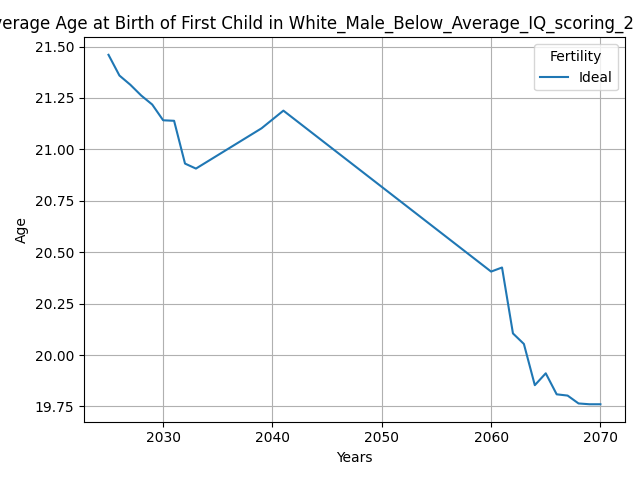 Age at Birth of First Child in White_Male_Below_Average_IQ_scoring_2
21.50
21.25
21.00
20.75
20.50
20.25
20.00
19.75
Age
Fertility
Ideal
2030 2040 2050 2060 2070
Years